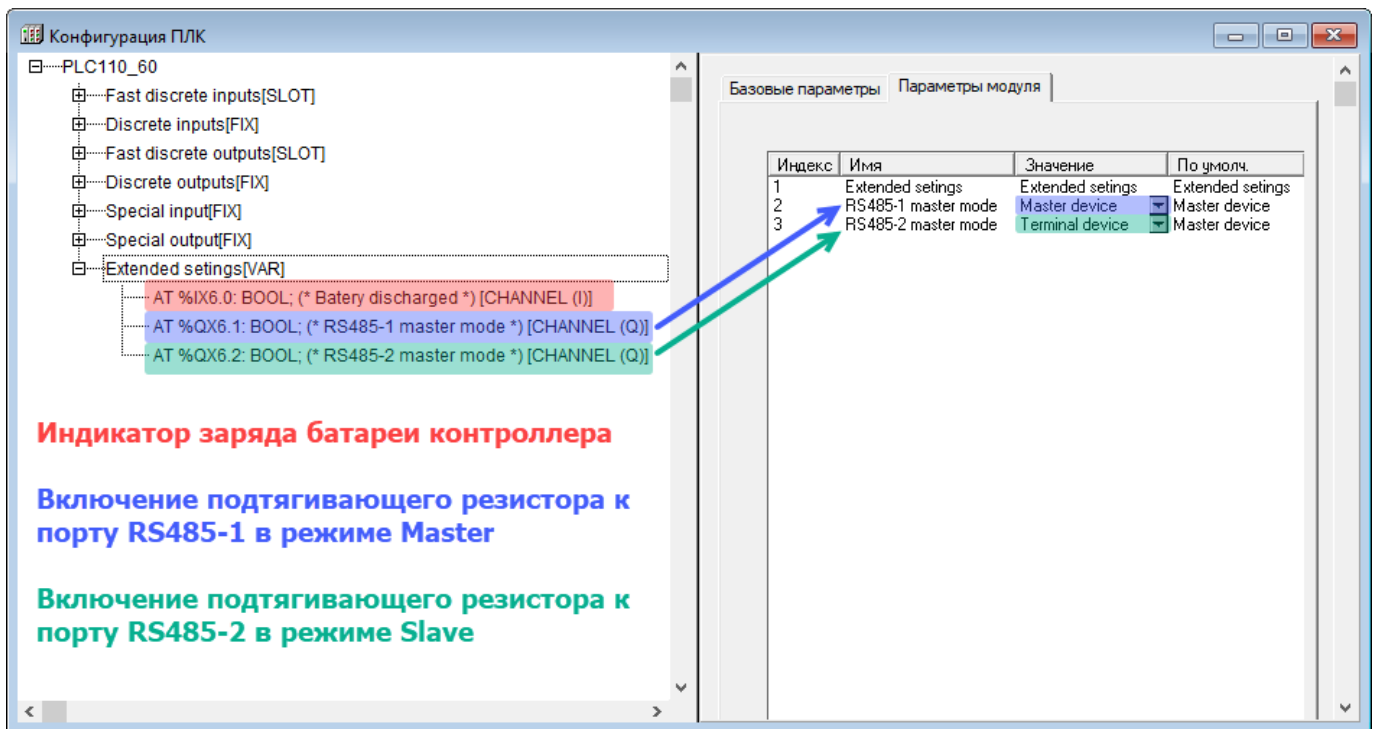 Конфигурация ПЛК
PLC110_60
Fast discrete inputs[SLOT]
Discrete inputs[FIX]
Fast discrete outputs[SLOT]
Discrete outputs[FIX]
Special input[FIX]
Special output[FIX]
Extended setings[VAR]
AT %IX6.0: BOOL; (* Batery discharged *) [CHANNEL (I)]
AT %QX6.1: BOOL; (* RS485-1 master mode *) [CHANNEL (Q)]
AT %QX6.2: BOOL; (* RS485-2 master mode *) [CHANNEL (Q)]
Индикатор заряда батареи контроллера
Включение подтягивающего резистора к
порту RS485-1 в режиме Master
Включение подтягивающего резистора к
порту RS485-2 в режиме Slave
Базовые параметры Параметры модуля
Индекс Имя Значение По умолч.
1 Extended setings Extended setings Extended setings
2 RS485-1 master mode Master device Master device
3 RS485-2 master mode Terminal device Master device